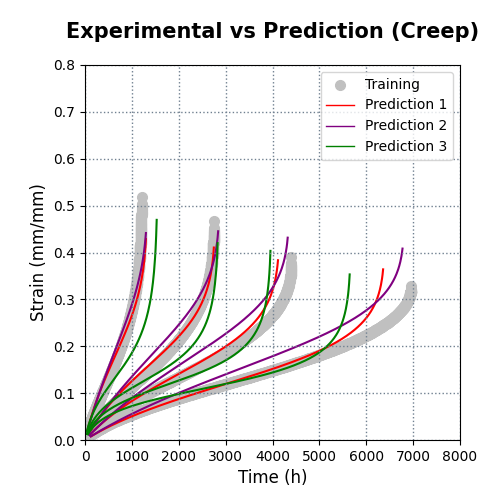 Experimental vs Prediction (Creep)
Training
Prediction 1
Prediction 2
Prediction 3
Strain (mm/mm)
0.8
0.7
0.6
0.5
0.4
0.3
0.2
0.1
0.0
0 1000 2000 3000 4000 5000 6000 7000 8000
Time (h)